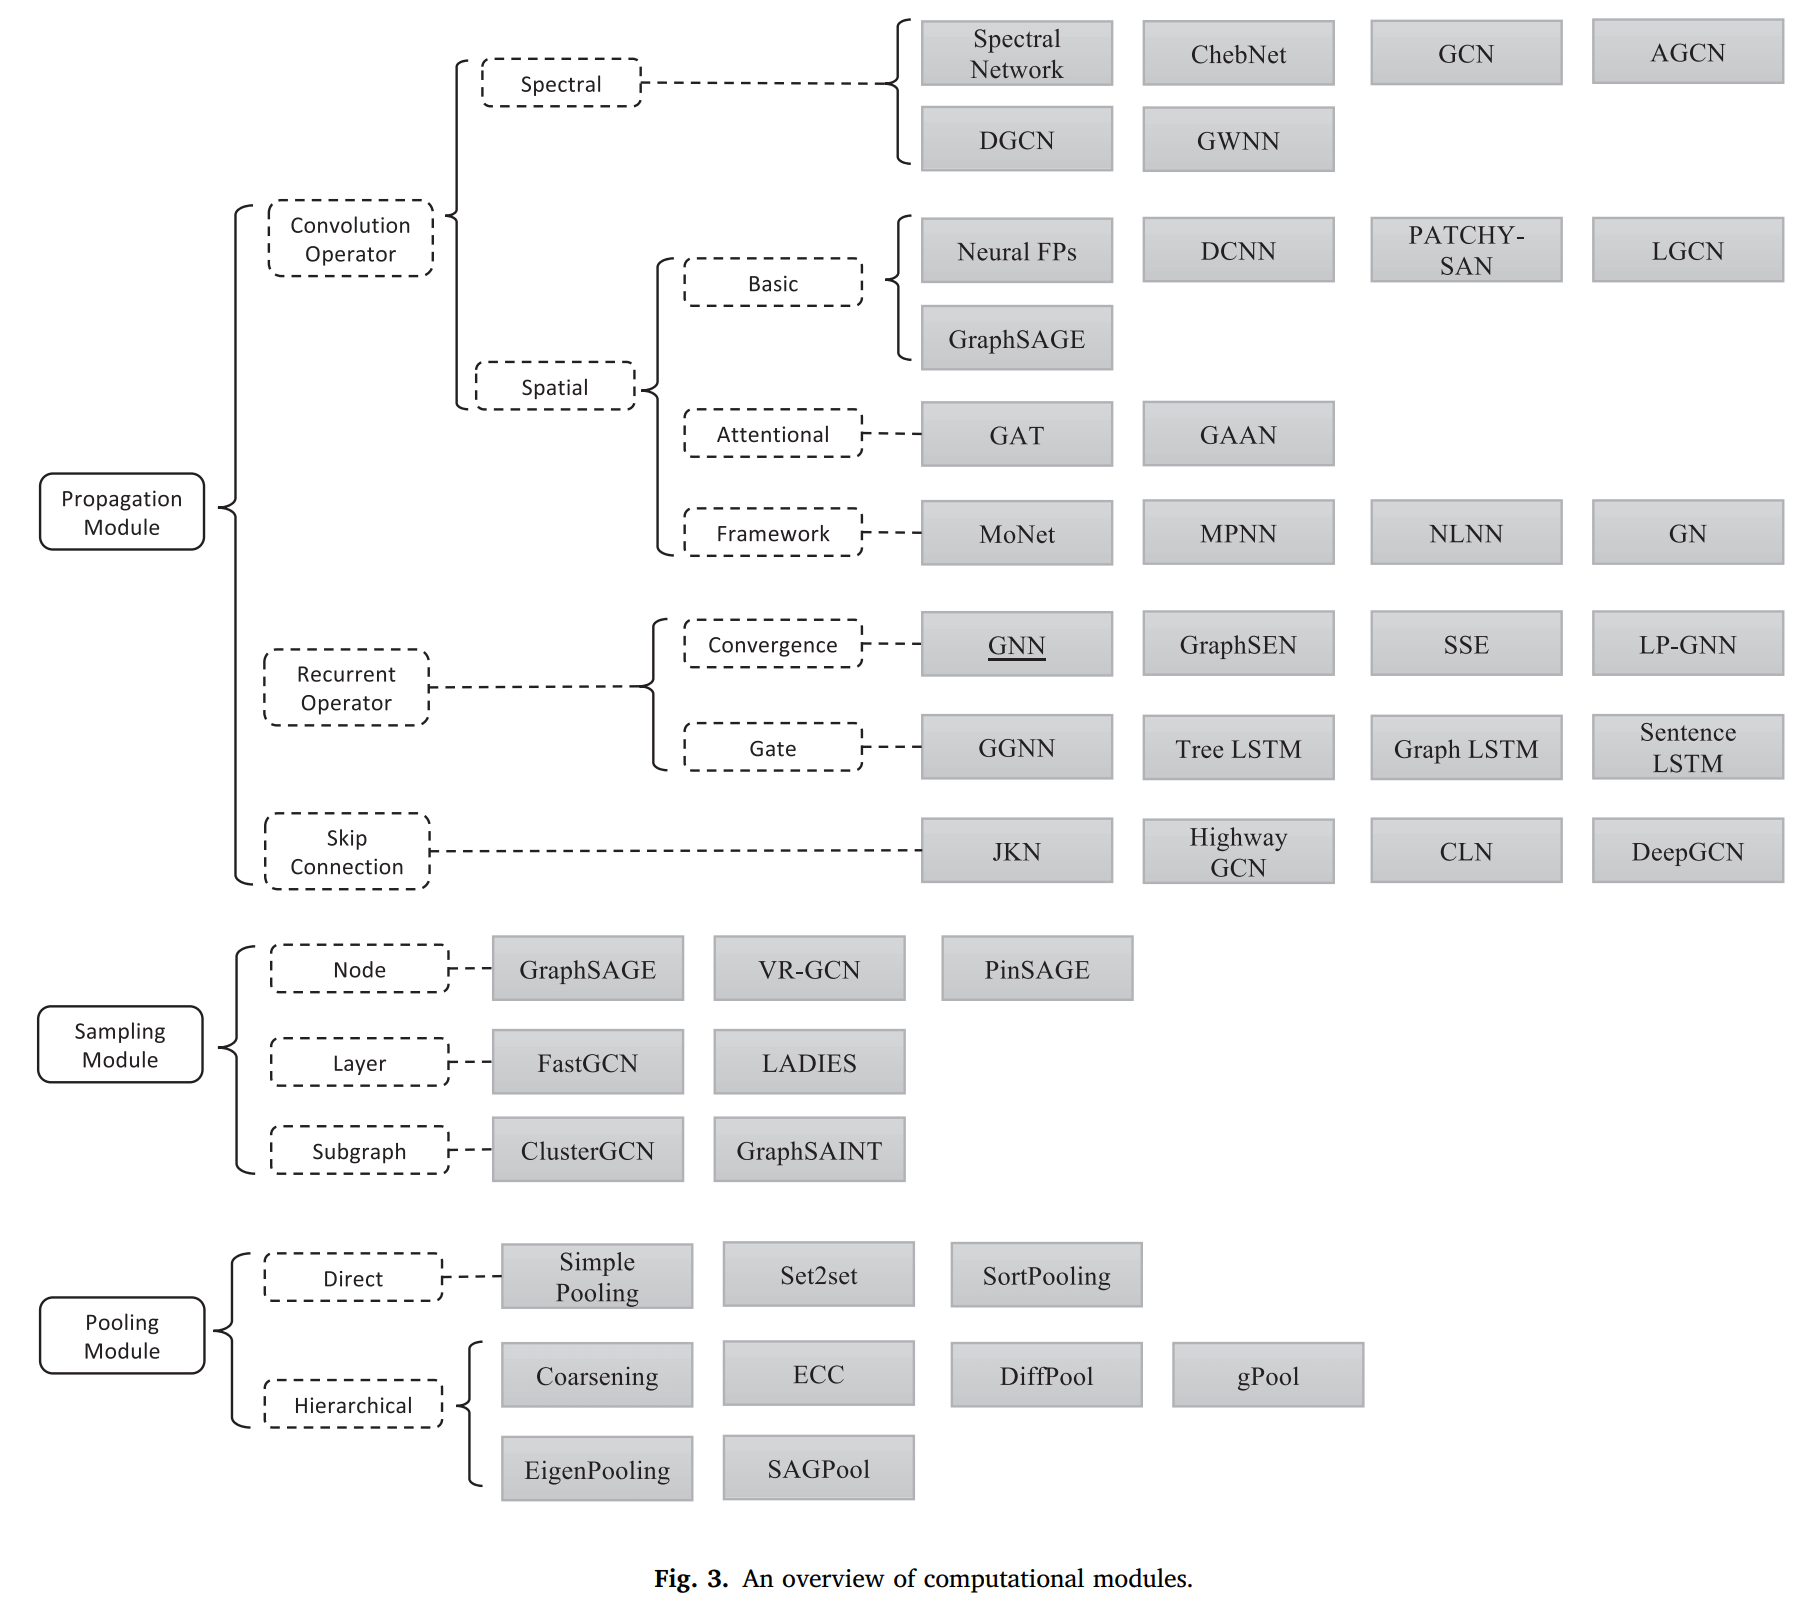 Spectral
Network
ChebNet
GCN
AGCN
Spectral
DGCN
GWNN
Convolution
Operator
Neural FPs
DCNN
PATCHY-
SAN
LGCN
Basic
GraphSAGE
Spatial
Attentional
GAT
GAAN
Propagation
Module
Framework
MoNet
MPNN
NLNN
GN
Recurrent
Operator
Convergence
GNN
GraphSEN
SSE
LP-GNN
Gate
GGNN
Tree LSTM
Graph LSTM
Sentence
LSTM
Skip
Connection
JKN
Highway
GCN
CLN
DeepGCN
Node
GraphSAGE
VR-GCN
PinSAGE
Sampling
Module
Layer
FastGCN
LADIES
Subgraph
ClusterGCN
GraphSAINT
Direct
Simple
Pooling
Set2set
SortPooling
Pooling
Module
Hierarchical
Coarsening
ECC
DiffPool
gPool
EigenPooling
SAGPool
Fig. 3. An overview of computational modules.